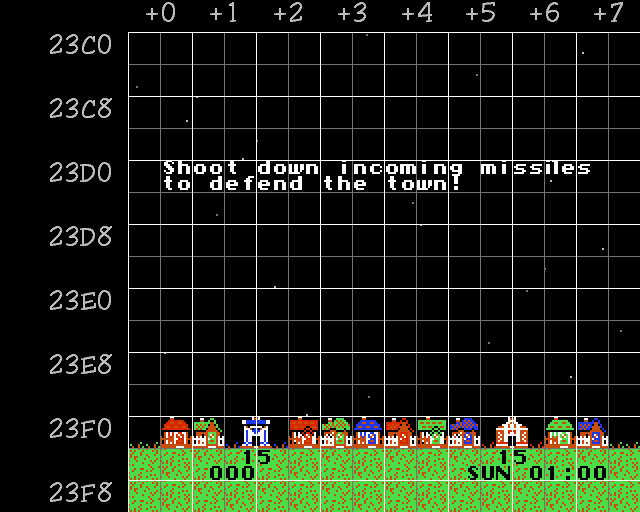 +0 +1 +2 +3 +4 +5 +6 +7
23C0
23C8
23D0
Shoot down incoming missiles
to defend the town!
23D8
23E0
23E8
23F0
15 15
000 SUN 01:00
23F8